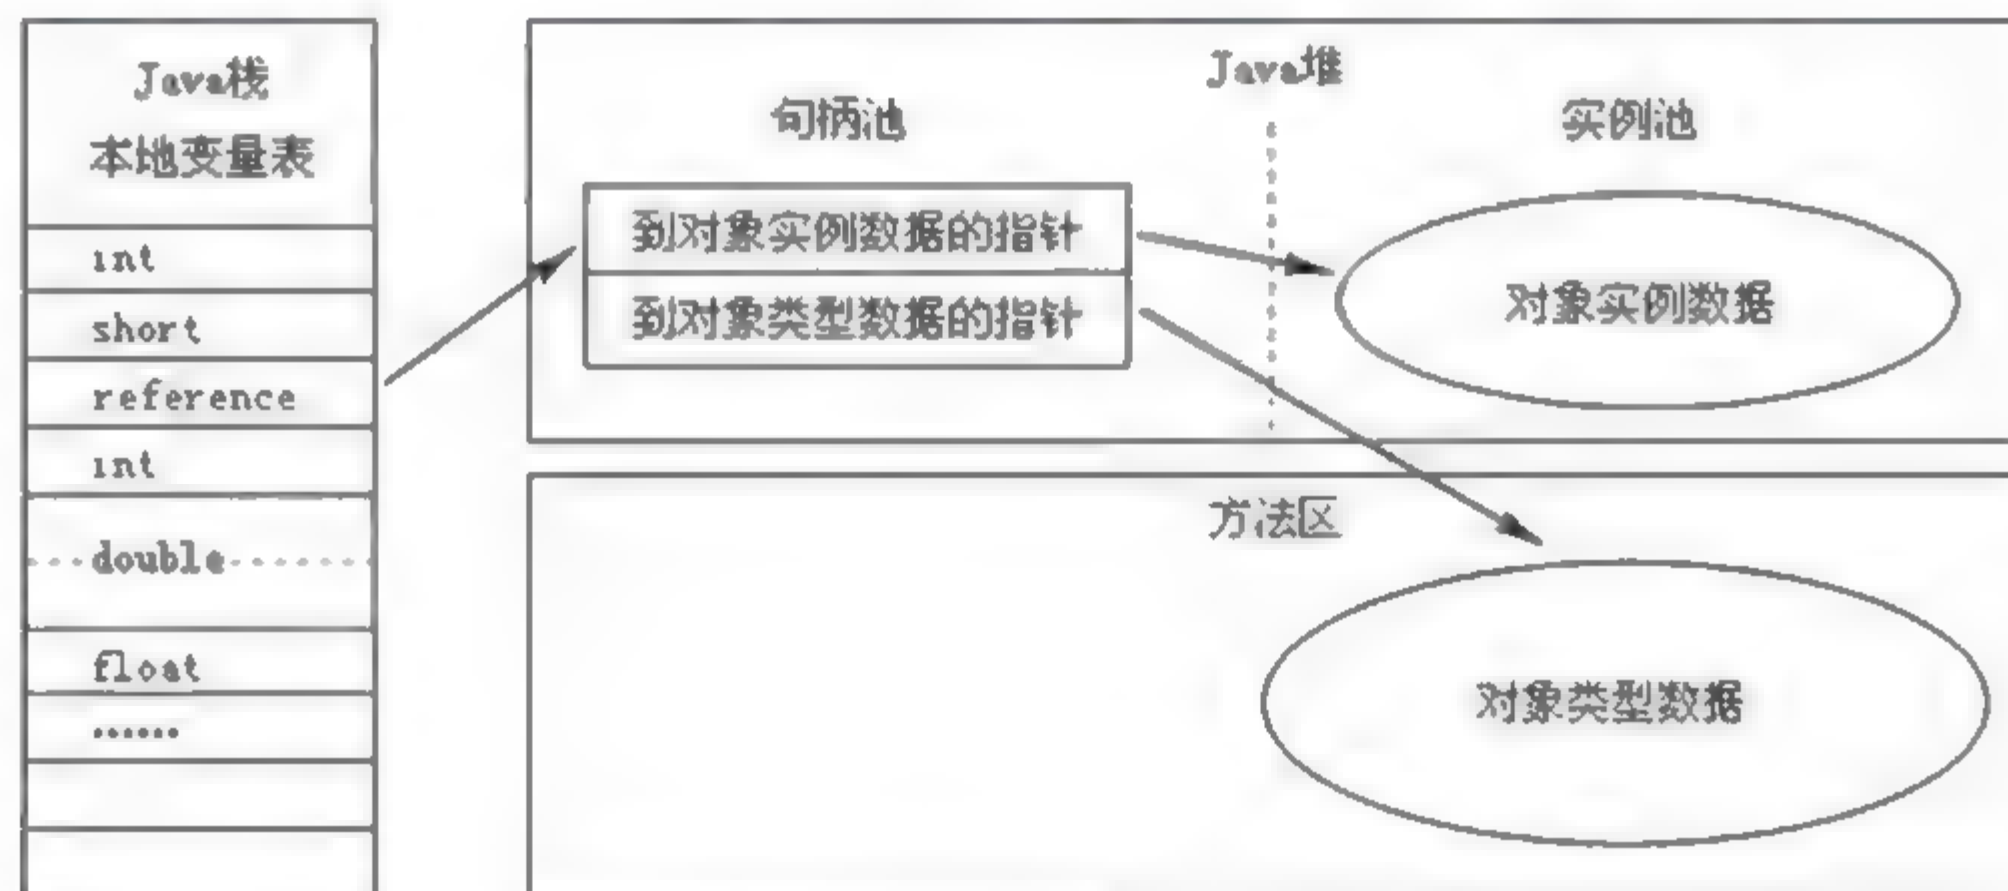 Java栈
本地变量表
int
short
reference
int
double
float
......
Java堆
句柄池
实例池
到对象实例数据的指针
到对象类型数据的指针
对象实例数据
方法区
对象类型数据